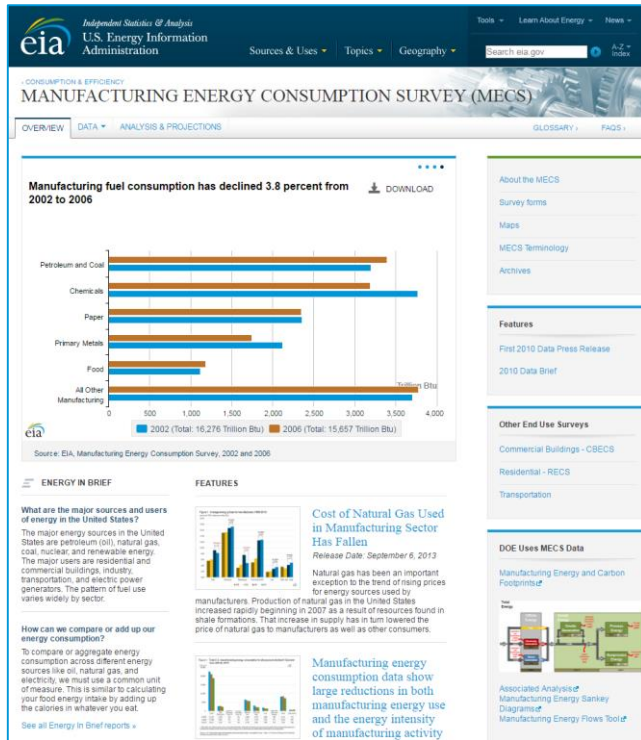 eia
Independent Statistics & Analysis
U.S. Energy Information
Administration
Sources & Uses
Topics
Geography
Tools
Learn About Energy
News
Search eia.gov
A-Z
Index
‹ CONSUMPTION & EFFICIENCY
MANUFACTURING ENERGY CONSUMPTION SURVEY (MECS)
OVERVIEW
DATA
ANALYSIS & PROJECTIONS
GLOSSARY ›
FAQS ›
Manufacturing fuel consumption has declined 3.8 percent from
2002 to 2006
DOWNLOAD
Petroleum and Coal
Chemicals
Paper
Primary Metals
Food
All Other
Manufacturing
Trillion Btu
0 500 1,000 1,500 2,000 2,500 3,000 3,500 4,000
eia
2002 (Total: 16,276 Trillion Btu) 2006 (Total: 15,657 Trillion Btu)
Source: EIA, Manufacturing Energy Consumption Survey, 2002 and 2006
ENERGY IN BRIEF
What are the major sources and users
of energy in the United States?
The major energy sources in the United
States are petroleum (oil), natural gas,
coal, nuclear, and renewable energy.
The major users are residential and
commercial buildings, industry,
transportation, and electric power
generators. The pattern of fuel use
varies widely by sector.
How can we compare or add up our
energy consumption?
To compare or aggregate energy
consumption across different energy
sources like oil, natural gas, and
electricity, we must use a common unit
of measure. This is similar to calculating
your food energy intake by adding up
the calories in whatever you eat.
See all Energy In Brief reports »
FEATURES
Cost of Natural Gas Used
in Manufacturing Sector
Has Fallen
Release Date: September 6, 2013
Natural gas has been an important
exception to the trend of rising prices
for energy sources used by
manufacturers. Production of natural gas in the United States
increased rapidly beginning in 2007 as a result of resources found in
shale formations. That increase in supply has in turn lowered the
price of natural gas to manufacturers as well as other consumers.
Manufacturing energy
consumption data show
large reductions in both
manufacturing energy use
and the energy intensity
of manufacturing activity
About the MECS
Survey forms
Maps
MECS Terminology
Archives
Features
First 2010 Data Press Release
2010 Data Brief
Other End Use Surveys
Commercial Buildings - CBECS
Residential - RECS
Transportation
DOE Uses MECS Data
Manufacturing Energy and Carbon
Footprints
Associated Analysis
Manufacturing Energy Sankey
Diagrams
Manufacturing Energy Flows Tool